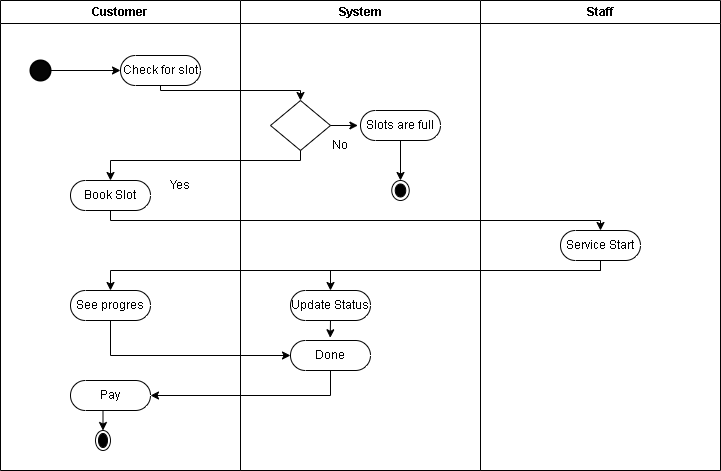 Customer
System
Staff
Check for slot
Slots are full
No
Yes
Book Slot
Service Start
See progres
Update Status
Done
Pay